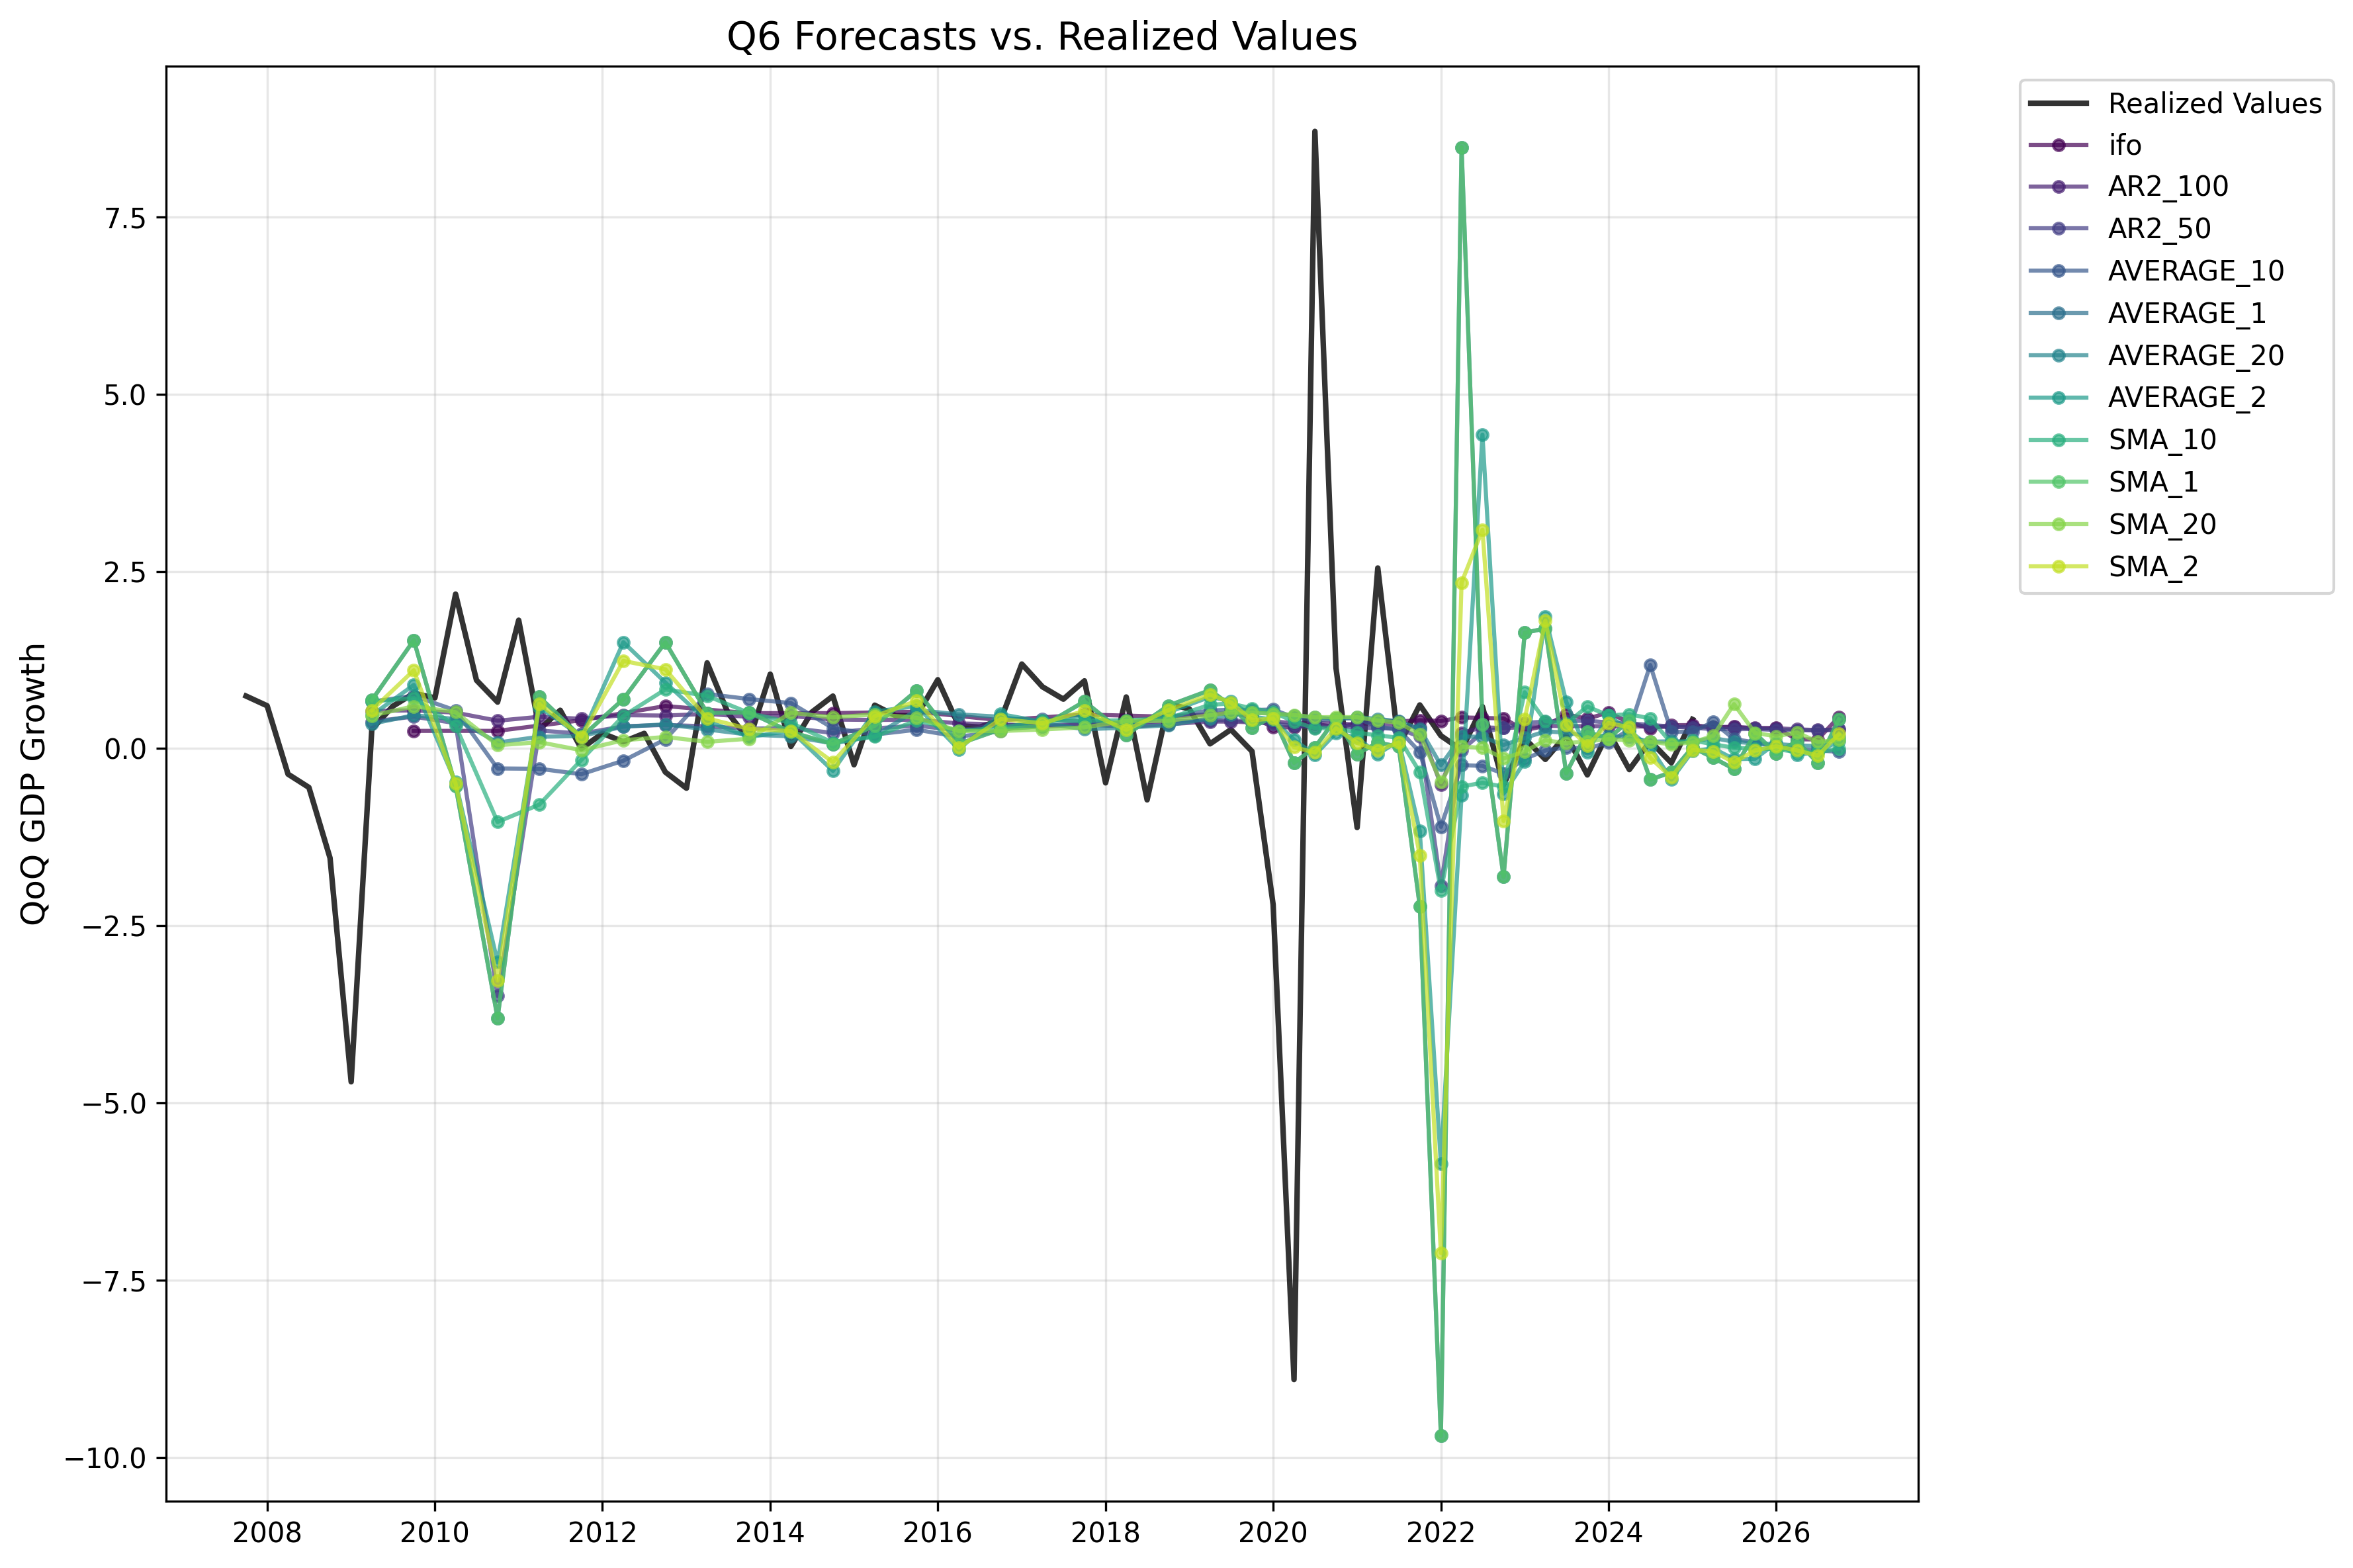 Q6 Forecasts vs. Realized Values
QoQ GDP Growth
7.5
5.0
2.5
0.0
−2.5
−5.0
−7.5
−10.0
2008 2010 2012 2014 2016 2018 2020 2022 2024 2026
Realized Values
ifo
AR2_100
AR2_50
AVERAGE_10
AVERAGE_1
AVERAGE_20
AVERAGE_2
SMA_10
SMA_1
SMA_20
SMA_2